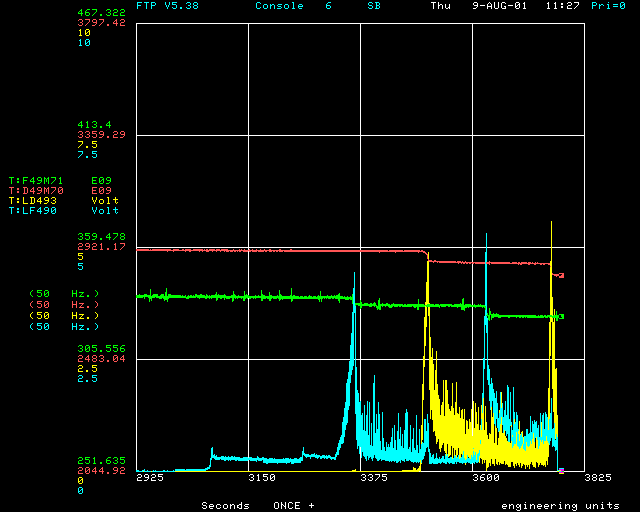 FTP V5.38 Console 6 SB Thu 9-AUG-01 11:27 Pri=0
467.322
3797.42
10
10
413.4
3359.29
7.5
7.5
T:F49M71 E09
T:D49M70 E09
T:LD493 Volt
T:LF490 Volt
359.478
2921.17
5
5
(50 Hz.)
(50 Hz.)
(50 Hz.)
(50 Hz.)
305.556
2483.04
2.5
2.5
251.635
2044.92
0
0
2925 3150 3375 3600 3825
Seconds ONCE + engineering units